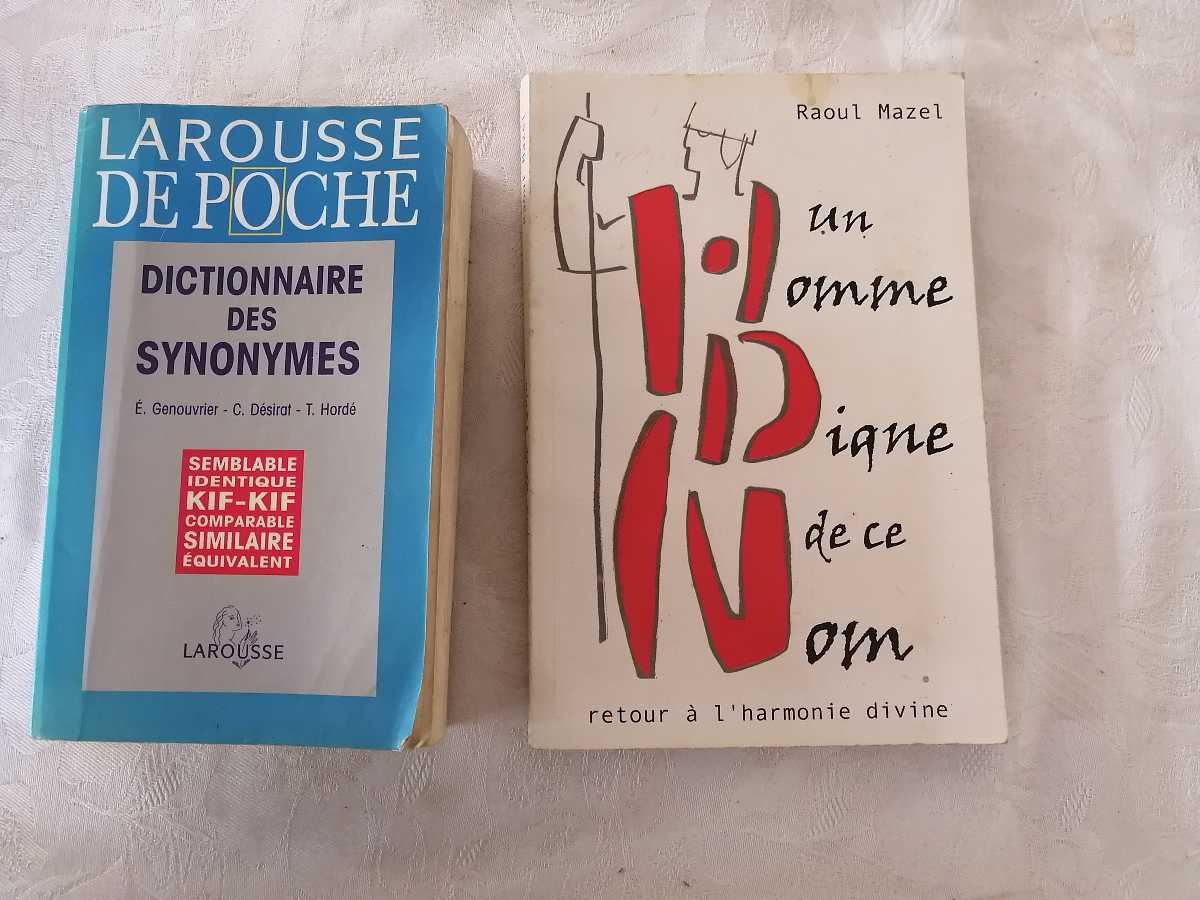 LAROUSSE
DE POCHE
DICTIONNAIRE
DES
SYNONYMES
É. Genouvrier - C. Désirat - T. Hordé
SEMBLABLE
IDENTIQUE
KIF-KIF
COMPARABLE
SIMILAIRE
ÉQUIVALENT
LAROUSSE
Raoul Mazel
Un
Homme
Digne
de ce
Nom
retour à l'harmonie divine